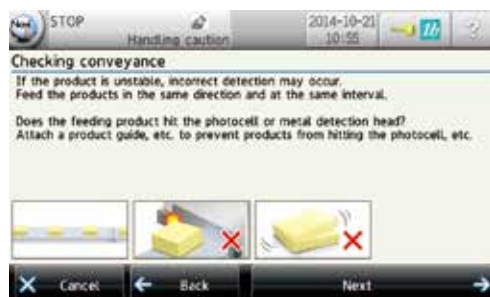 STOP
Handling caution
2014-10-21
10:55
Checking conveyance
If the product is unstable, incorrect detection may occur.
Feed the products in the same direction and at the same interval.
Does the feeding product hit the photocell or metal detection head?
Attach a product guide, etc. to prevent products from hitting the photocell, etc.
Cancel
Back
Next